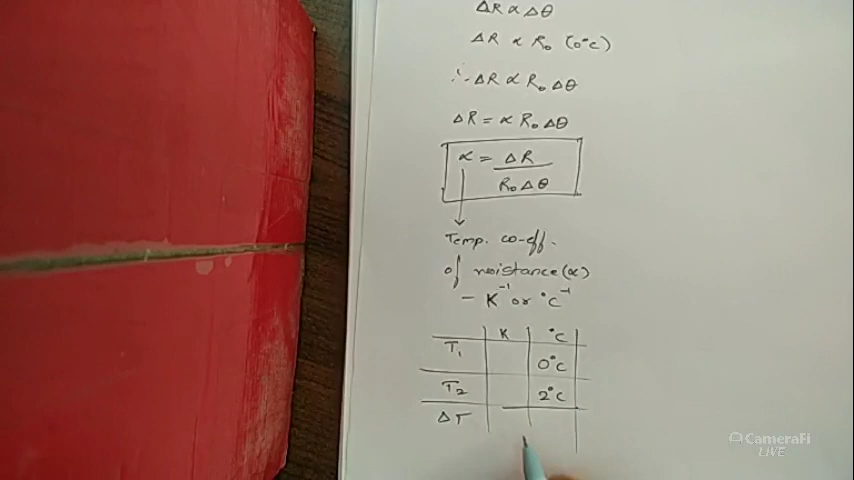 ΔR ∝ Δθ
ΔR ∝ R₀ (0°C)
∴ ΔR ∝ R₀ Δθ
ΔR = ∝ R₀ Δθ
∝ = ΔR / R₀ Δθ
Temp. co-eff.
of resistance (∝)
– K⁻¹ or °C⁻¹
K °C
T₁ 0°C
T₂ 2°C
ΔT
CameraFi
LIVE